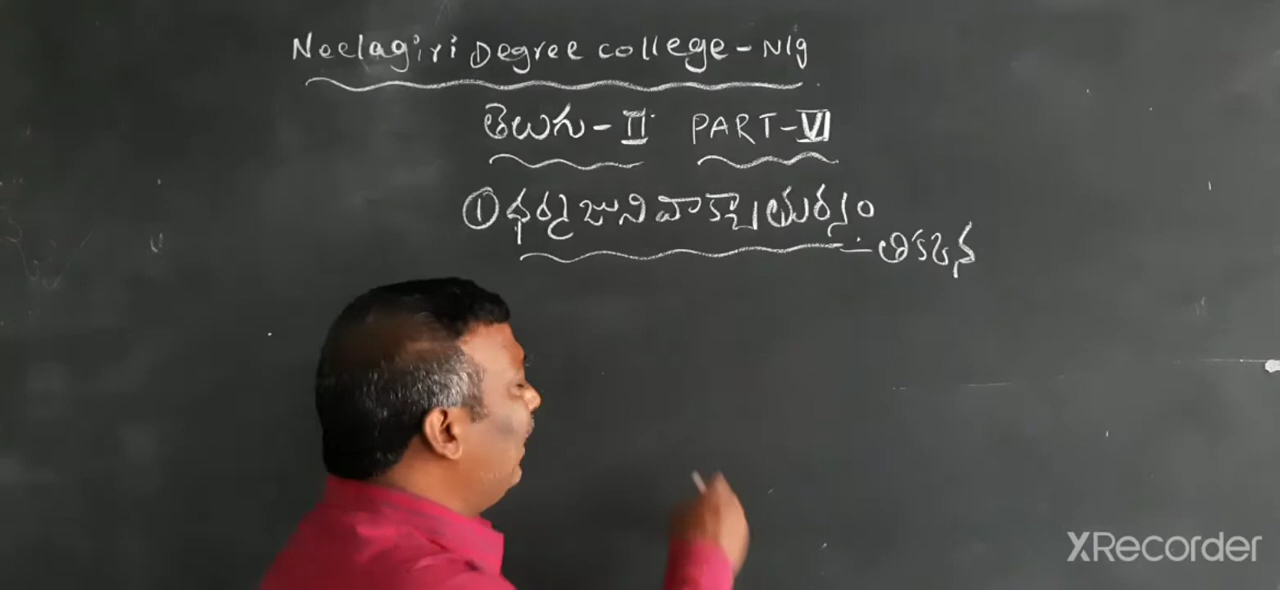 Neelagiri Degree college - Nlg
తెలుగు - II PART - VI
① ధర్మజుని వాక్చాతుర్యం
- తిక్కన
XRecorder